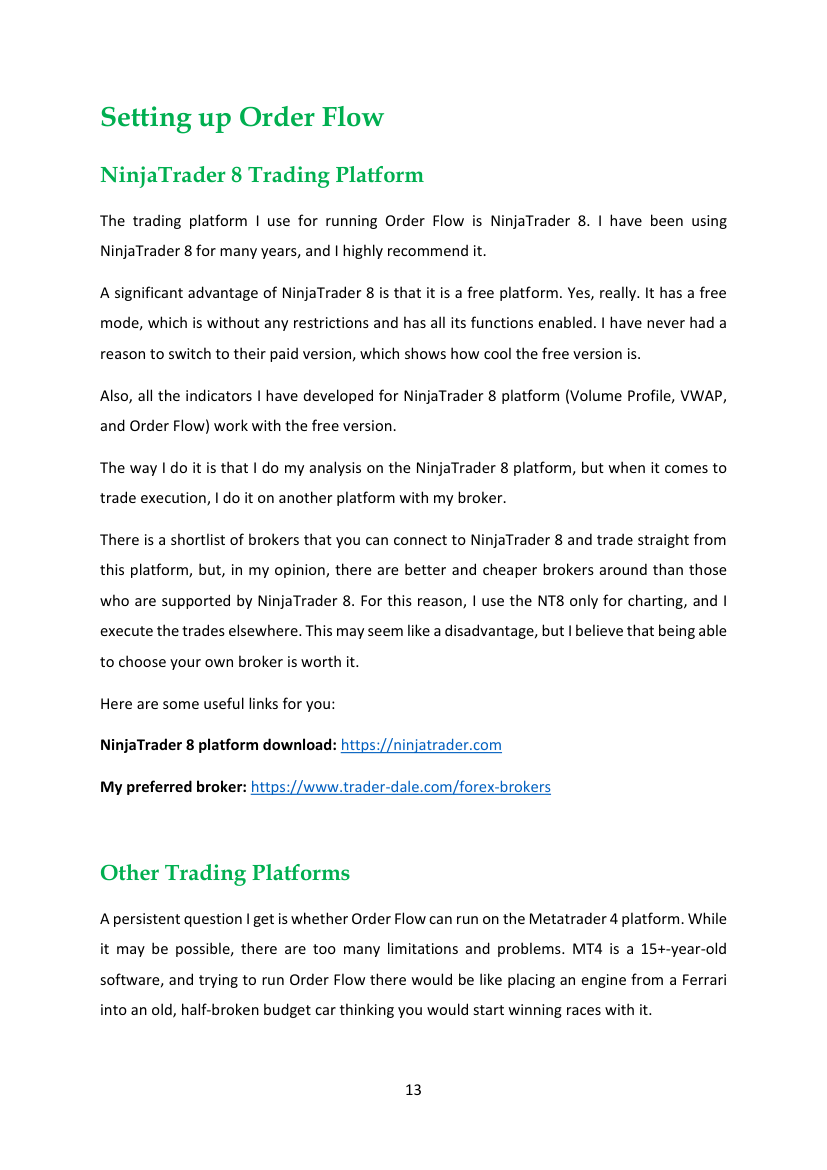 Setting up Order Flow
NinjaTrader 8 Trading Platform
The trading platform I use for running Order Flow is NinjaTrader 8. I have been using
NinjaTrader 8 for many years, and I highly recommend it.
A significant advantage of NinjaTrader 8 is that it is a free platform. Yes, really. It has a free
mode, which is without any restrictions and has all its functions enabled. I have never had a
reason to switch to their paid version, which shows how cool the free version is.
Also, all the indicators I have developed for NinjaTrader 8 platform (Volume Profile, VWAP,
and Order Flow) work with the free version.
The way I do it is that I do my analysis on the NinjaTrader 8 platform, but when it comes to
trade execution, I do it on another platform with my broker.
There is a shortlist of brokers that you can connect to NinjaTrader 8 and trade straight from
this platform, but, in my opinion, there are better and cheaper brokers around than those
who are supported by NinjaTrader 8. For this reason, I use the NT8 only for charting, and I
execute the trades elsewhere. This may seem like a disadvantage, but I believe that being able
to choose your own broker is worth it.
Here are some useful links for you:
NinjaTrader 8 platform download: https://ninjatrader.com
My preferred broker: https://www.trader-dale.com/forex-brokers
Other Trading Platforms
A persistent question I get is whether Order Flow can run on the Metatrader 4 platform. While
it may be possible, there are too many limitations and problems. MT4 is a 15+-year-old
software, and trying to run Order Flow there would be like placing an engine from a Ferrari
into an old, half-broken budget car thinking you would start winning races with it.
13